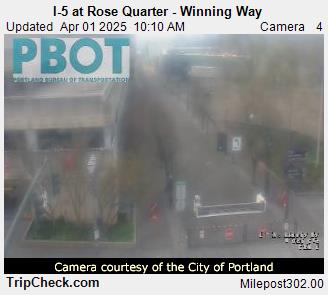 I-5 at Rose Quarter - Winning Way
Updated Apr 01 2025 10:10 AM Camera 4
PBOT
PORTLAND BUREAU OF TRANSPORTATION
Camera courtesy of the City of Portland
TripCheck.com Milepost302.00